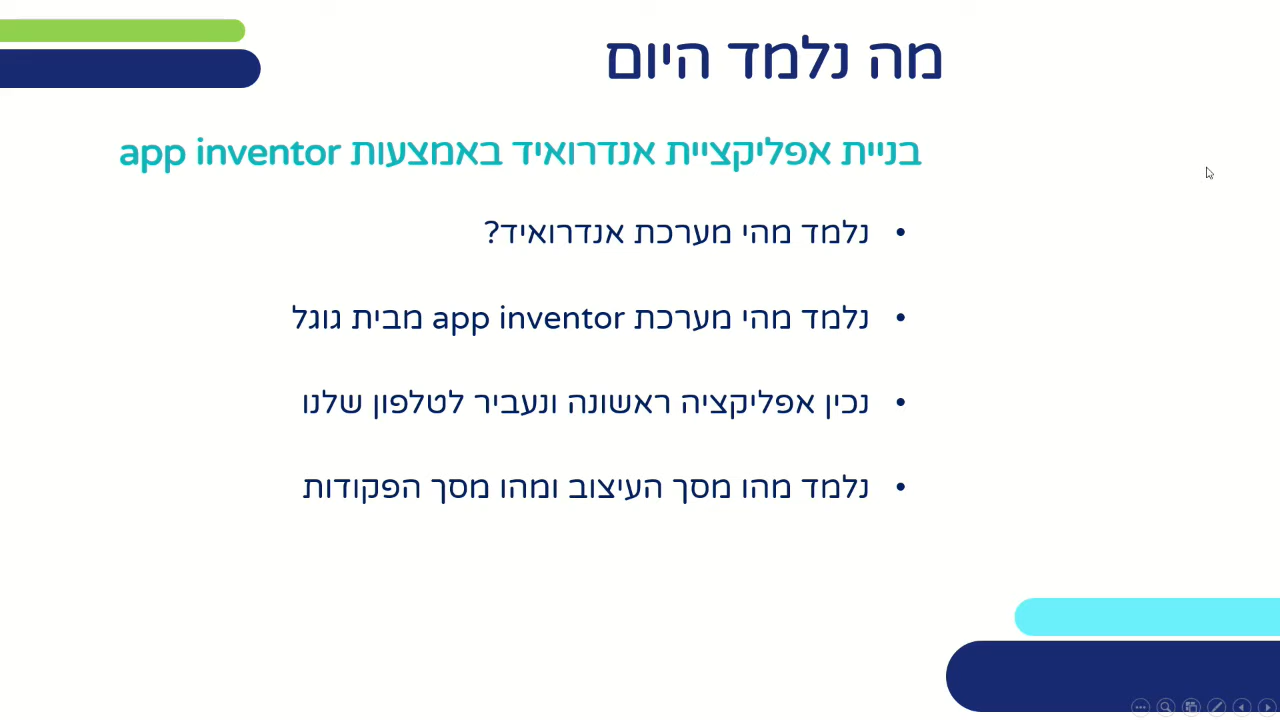 מה נלמד היום
בניית אפליקציית אנדרואיד באמצעות app inventor
• נלמד מהי מערכת אנדרואיד?
• נלמד מהי מערכת app inventor מבית גוגל
• נכין אפליקציה ראשונה ונעביר לטלפון שלנו
• נלמד מהו מסך העיצוב ומהו מסך הפקודות